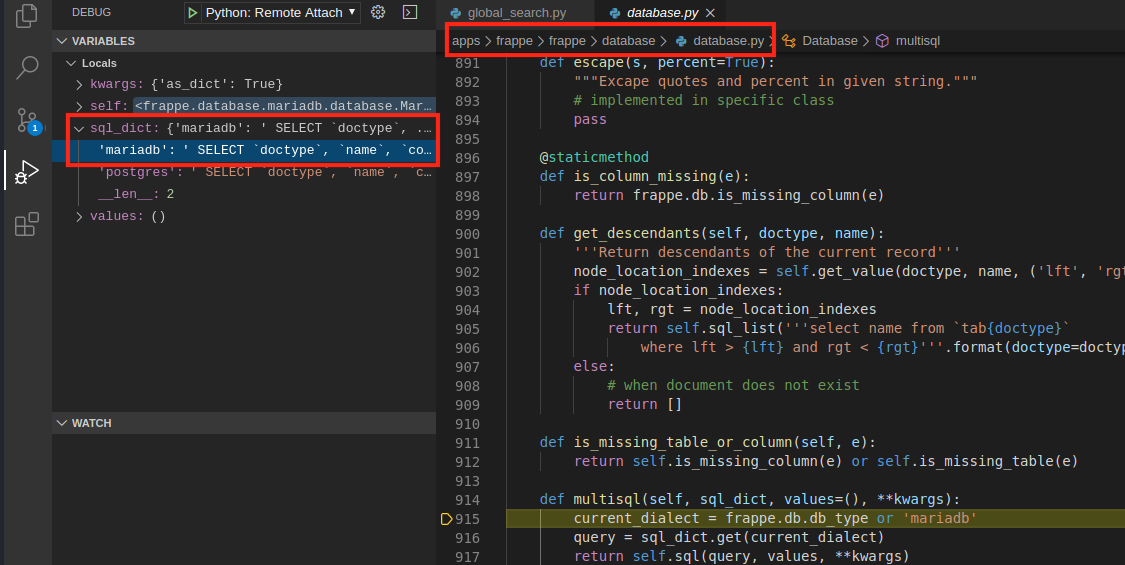 DEBUG
Python: Remote Attach
VARIABLES
Locals
kwargs: {'as_dict': True}
self: <frappe.database.mariadb.database.Mar...
sql_dict: {'mariadb': ' SELECT `doctype`, ...
'mariadb': ' SELECT `doctype`, `name`, `co...
'postgres': ' SELECT `doctype`, `name`, `c...
__len__: 2
values: ()
WATCH
1
global_search.py
database.py
apps > frappe > frappe > database > database.py > Database > multisql
891 def escape(s, percent=True):
892 """Excape quotes and percent in given string."""
893 # implemented in specific class
894 pass
895
896 @staticmethod
897 def is_column_missing(e):
898 return frappe.db.is_missing_column(e)
899
900 def get_descendants(self, doctype, name):
901 '''Return descendants of the current record'''
902 node_location_indexes = self.get_value(doctype, name, ('lft', 'rgt
903 if node_location_indexes:
904 lft, rgt = node_location_indexes
905 return self.sql_list('''select name from `tab{doctype}`
906 where lft > {lft} and rgt < {rgt}'''.format(doctype=doctyp
907 else:
908 # when document does not exist
909 return []
910
911 def is_missing_table_or_column(self, e):
912 return self.is_missing_column(e) or self.is_missing_table(e)
913
914 def multisql(self, sql_dict, values=(), **kwargs):
915 current_dialect = frappe.db.db_type or 'mariadb'
916 query = sql_dict.get(current_dialect)
917 return self.sql(query, values, **kwargs)